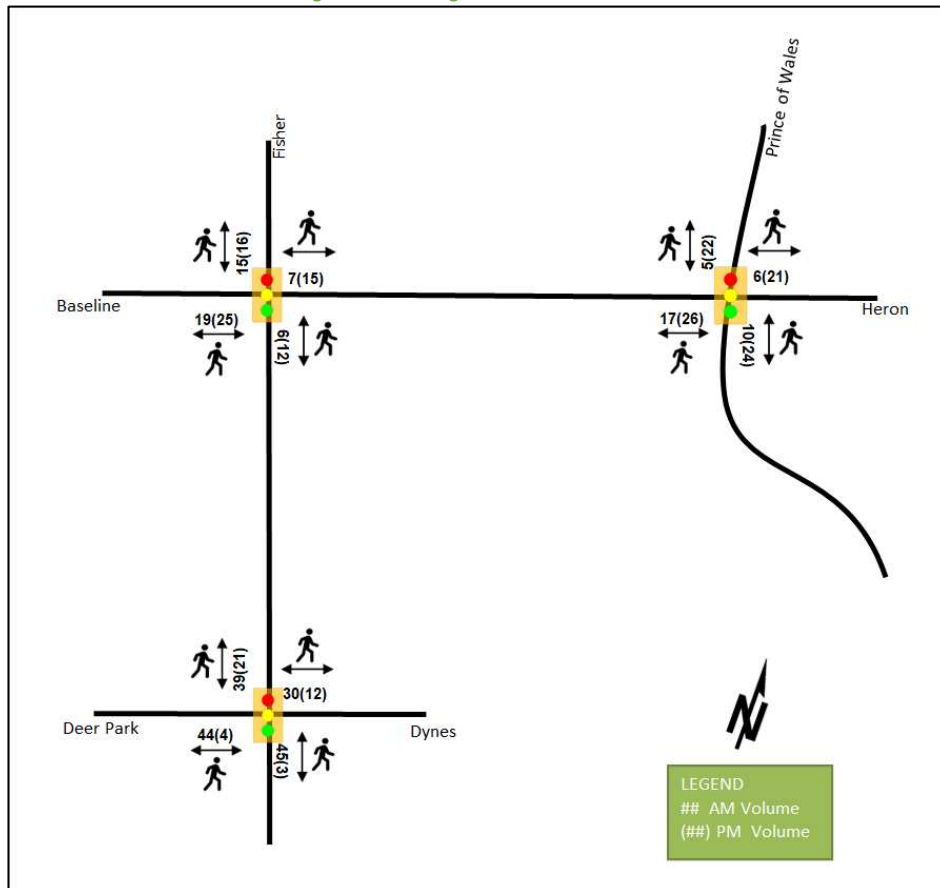 Prince of Wales
Fisher
15(16)
7(15)
5(22)
6(21)
Baseline
Heron
19(25)
6(12)
17(26)
10(24)
39(21)
30(12)
Deer Park
Dynes
44(4)
45(3)
N
LEGEND
## AM Volume
(##) PM Volume